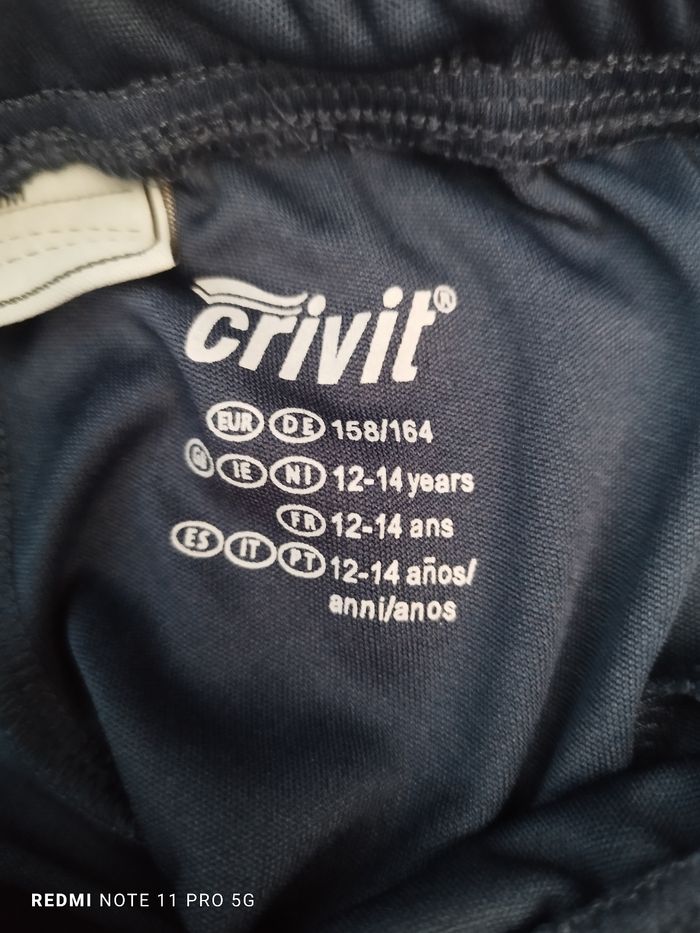 crivit®
EUR DE 158/164
GB IE NI 12-14 years
FR 12-14 ans
ES IT PT 12-14 años/
anni/anos
REDMI NOTE 11 PRO 5G